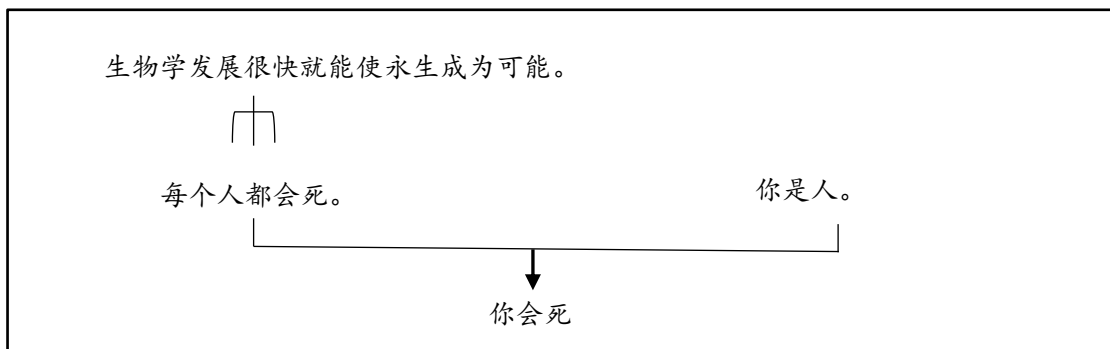 生物学发展很快就能使永生成为可能。
每个人都会死。
你是人。
你会死